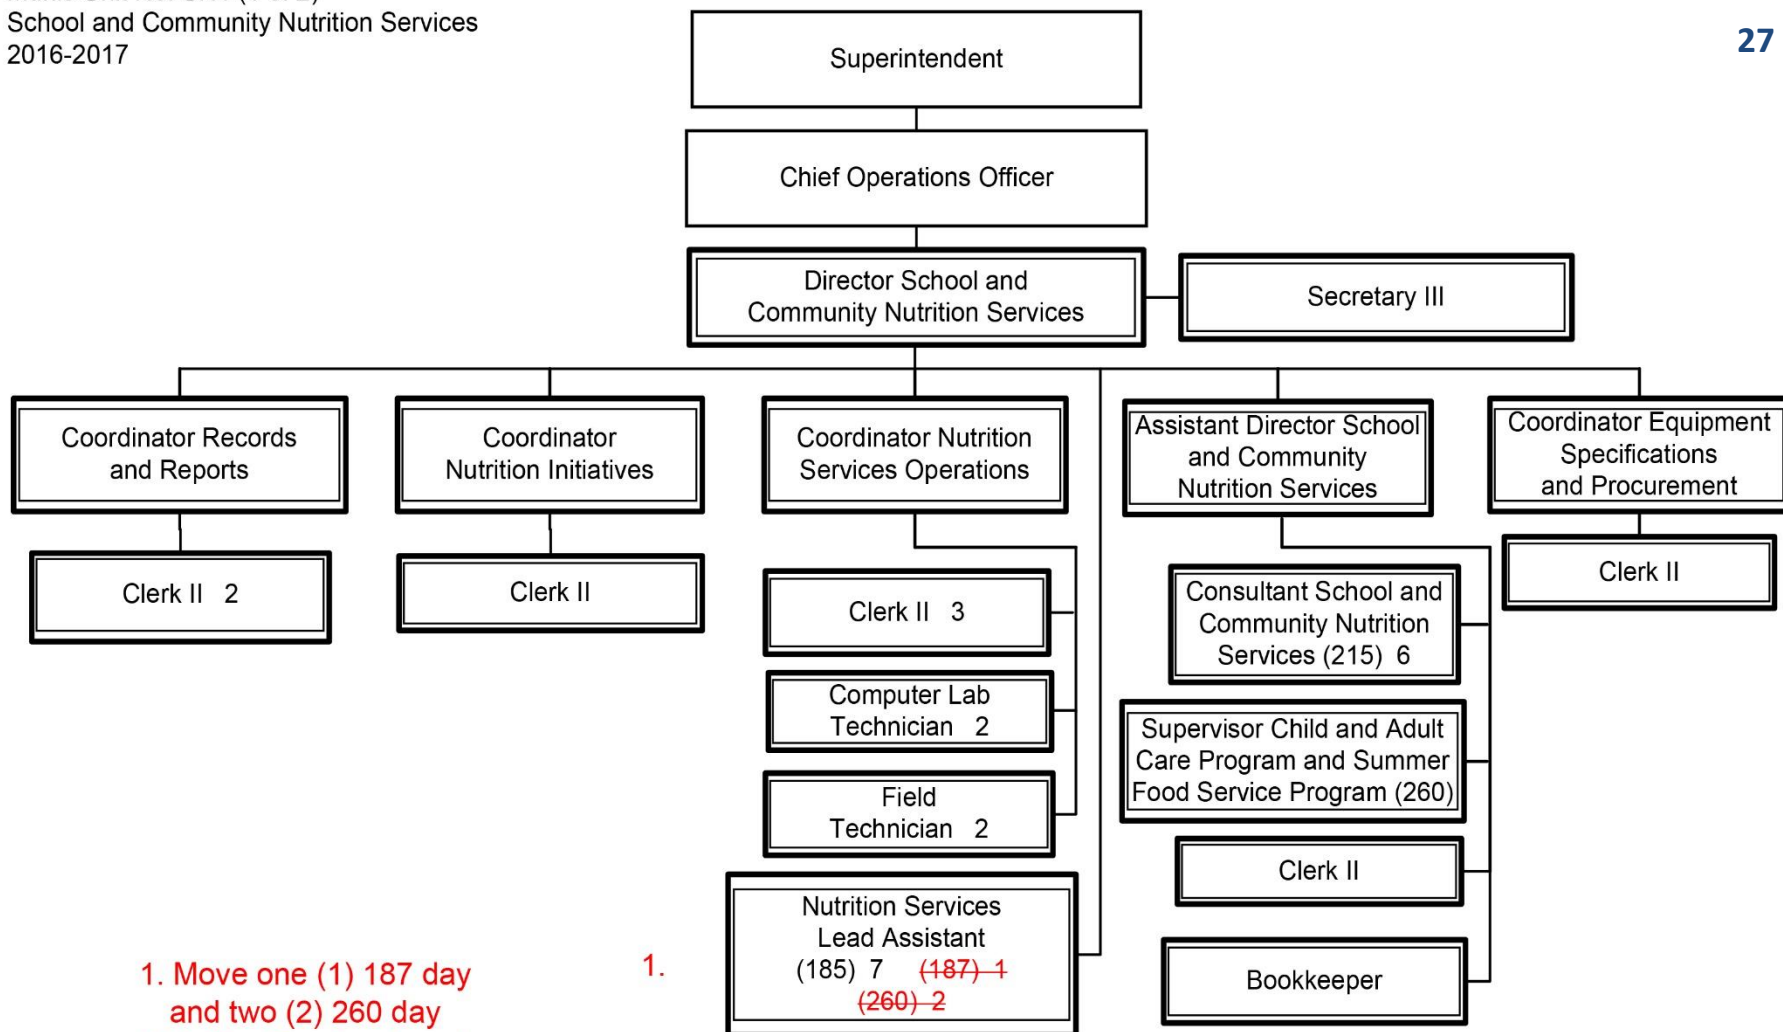 School and Community Nutrition Services
2016-2017
27
Superintendent
Chief Operations Officer
Director School and
Community Nutrition Services
Secretary III
Coordinator Records
and Reports
Coordinator
Nutrition Initiatives
Coordinator Nutrition
Services Operations
Assistant Director School
and Community
Nutrition Services
Coordinator Equipment
Specifications
and Procurement
Clerk II 2
Clerk II
Clerk II 3
Computer Lab
Technician 2
Field
Technician 2
Nutrition Services
Lead Assistant
(185) 7 (187) 1
(260) 2
Consultant School and
Community Nutrition
Services (215) 6
Supervisor Child and Adult
Care Program and Summer
Food Service Program (260)
Clerk II
Bookkeeper
Clerk II
1. Move one (1) 187 day
and two (2) 260 day
1.